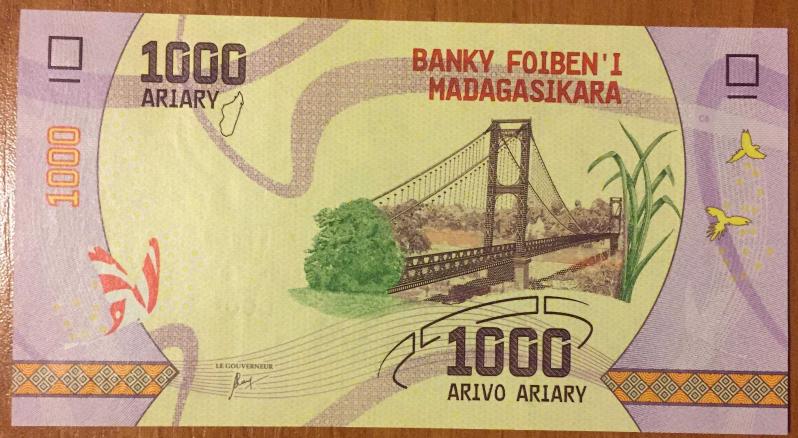 1000
ARIARY
BANKY FOIBEN'I
MADAGASIKARA
1000
LE GOUVERNEUR
1000
ARIVO ARIARY